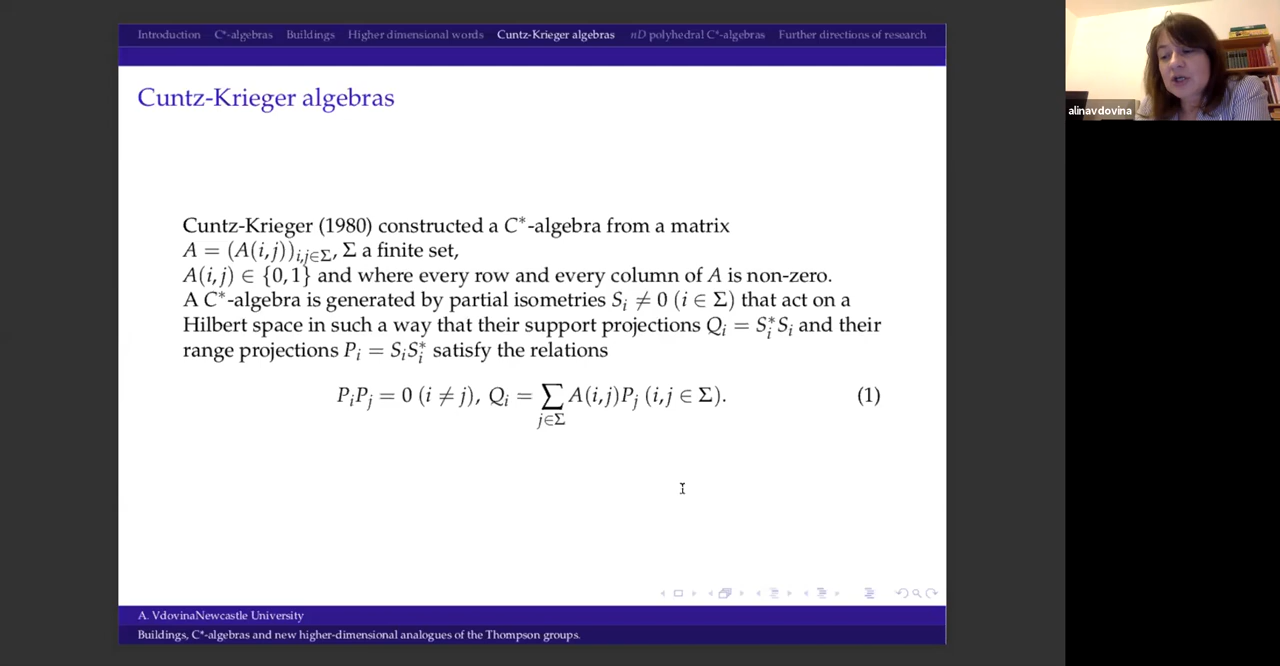 Introduction C*-algebras Buildings Higher dimensional words Cuntz-Krieger algebras nD polyhedral C*-algebras Further directions of research
Cuntz-Krieger algebras
Cuntz-Krieger (1980) constructed a C*-algebra from a matrix
A = (A(i,j))_{i,j∈Σ}, Σ a finite set,
A(i,j) ∈ {0,1} and where every row and every column of A is non-zero.
A C*-algebra is generated by partial isometries S_i ≠ 0 (i ∈ Σ) that act on a
Hilbert space in such a way that their support projections Q_i = S_i^*S_i and their
range projections P_i = S_iS_i^* satisfy the relations
P_iP_j = 0 (i ≠ j), Q_i = ∑_{j∈Σ} A(i,j)P_j (i,j ∈ Σ). (1)
A. VdovinaNewcastle University
Buildings, C*-algebras and new higher-dimensional analogues of the Thompson groups.
alinavdovina